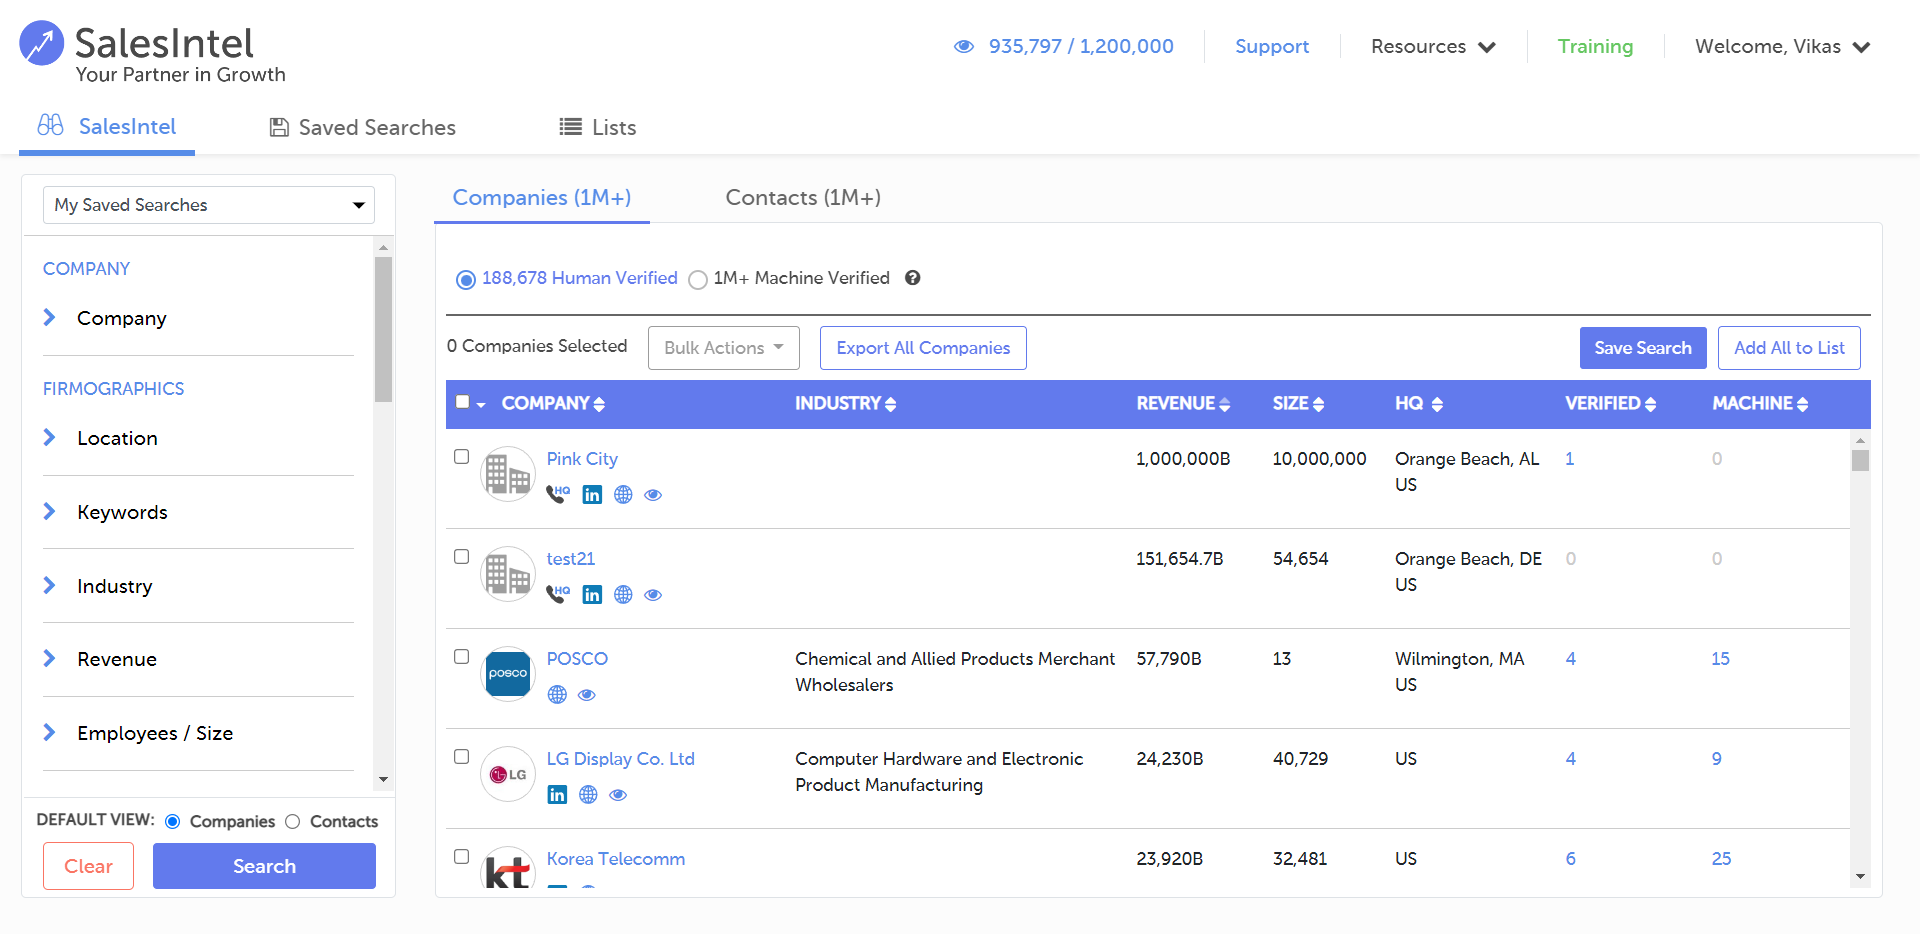 SalesIntel
Your Partner in Growth
935,797 / 1,200,000
Support
Resources
Training
Welcome, Vikas
SalesIntel
Saved Searches
Lists
My Saved Searches
COMPANY
Company
FIRMOGRAPHICS
Location
Keywords
Industry
Revenue
Employees / Size
DEFAULT VIEW: Companies Contacts
Clear
Search
Companies (1M+)
Contacts (1M+)
188,678 Human Verified
1M+ Machine Verified
0 Companies Selected
Bulk Actions
Export All Companies
Save Search
Add All to List
COMPANY INDUSTRY REVENUE SIZE HQ VERIFIED MACHINE
Pink City 1,000,000B 10,000,000 Orange Beach, AL 1 0
US
HQ in
test21 151,654.7B 54,654 Orange Beach, DE 0 0
US
HQ in
POSCO Chemical and Allied Products Merchant 57,790B 13 Wilmington, MA 4 15
posco
Wholesalers US
LG Display Co. Ltd Computer Hardware and Electronic 24,230B 40,729 US 4 9
LG
Product Manufacturing
in
Korea Telecomm 23,920B 32,481 US 6 25
kt